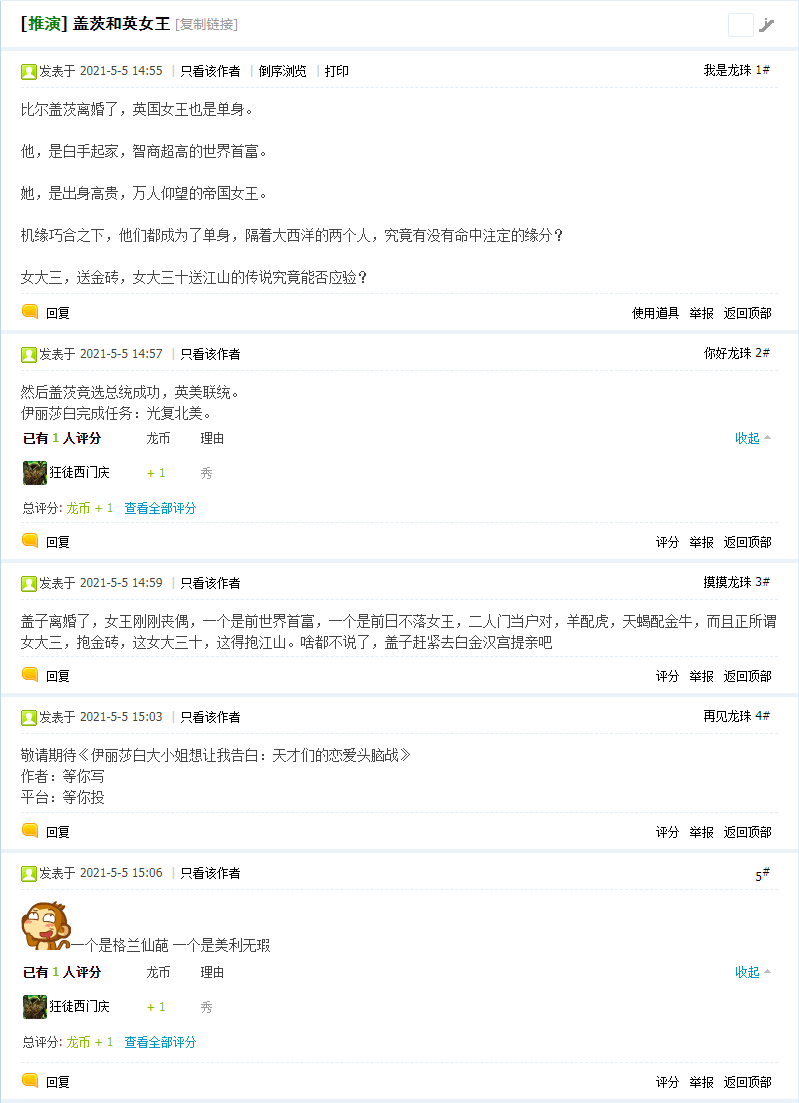 [推演] 盖茨和英女王 [复制链接]
发表于 2021-5-5 14:55 | 只看该作者 | 倒序浏览 | 打印
我是龙珠 1#
比尔盖茨离婚了，英国女王也是单身。
他，是白手起家，智商超高的世界首富。
她，是出身高贵，万人仰望的帝国女王。
机缘巧合之下，他们都成为了单身，隔着大西洋的两个人，究竟有没有命中注定的缘分？
女大三，送金砖，女大三十送江山的传说究竟能否应验？
回复
使用道具 举报 返回顶部
发表于 2021-5-5 14:57 | 只看该作者
你好龙珠 2#
然后盖茨竞选总统成功，英美联统。
伊丽莎白完成任务：光复北美。
已有 1 人评分 龙币 理由
收起
狂徒西门庆 + 1 秀
总评分: 龙币 + 1 查看全部评分
回复
评分 举报 返回顶部
发表于 2021-5-5 14:59 | 只看该作者
摸摸龙珠 3#
盖子离婚了，女王刚刚丧偶，一个是前世界首富，一个是前日不落女王，二人门当户对，羊配虎，天蝎配金牛，而且正所谓
女大三，抱金砖，这女大三十，这得抱江山。啥都不说了，盖子赶紧去白金汉宫提亲吧
回复
评分 举报 返回顶部
发表于 2021-5-5 15:03 | 只看该作者
再见龙珠 4#
敬请期待《伊丽莎白大小姐想让我告白：天才们的恋爱头脑战》
作者：等你写
平台：等你投
回复
评分 举报 返回顶部
发表于 2021-5-5 15:06 | 只看该作者
5#
一个是格兰仙葩 一个是美利无瑕
已有 1 人评分 龙币 理由
收起
狂徒西门庆 + 1 秀
总评分: 龙币 + 1 查看全部评分
回复
评分 举报 返回顶部